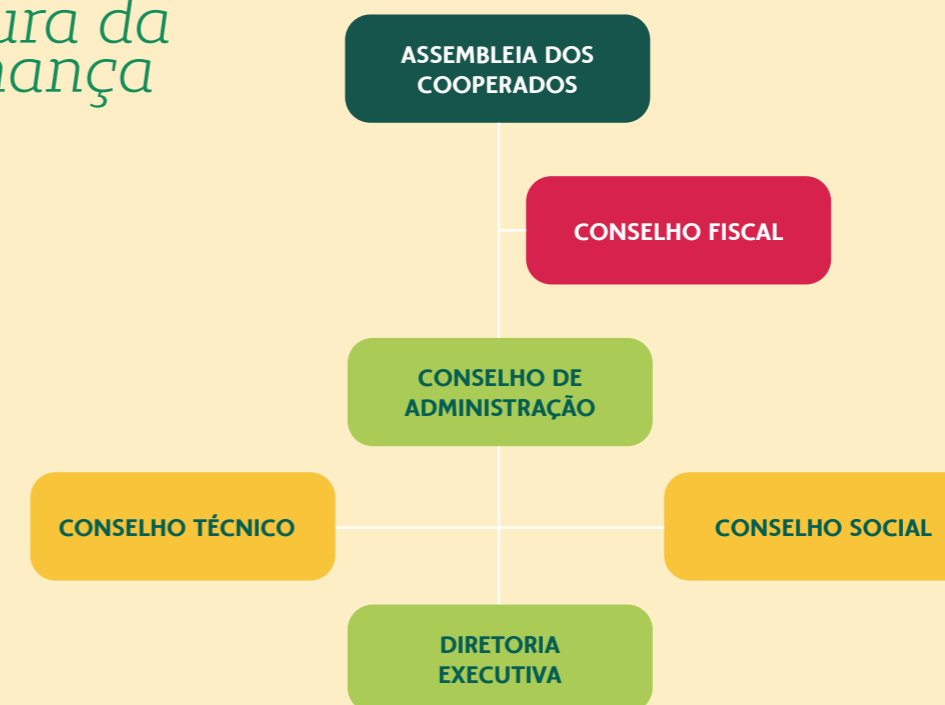 ura da
nança
ASSEMBLEIA DOS
COOPERADOS
CONSELHO FISCAL
CONSELHO DE
ADMINISTRAÇÃO
CONSELHO TÉCNICO
CONSELHO SOCIAL
DIRETORIA
EXECUTIVA